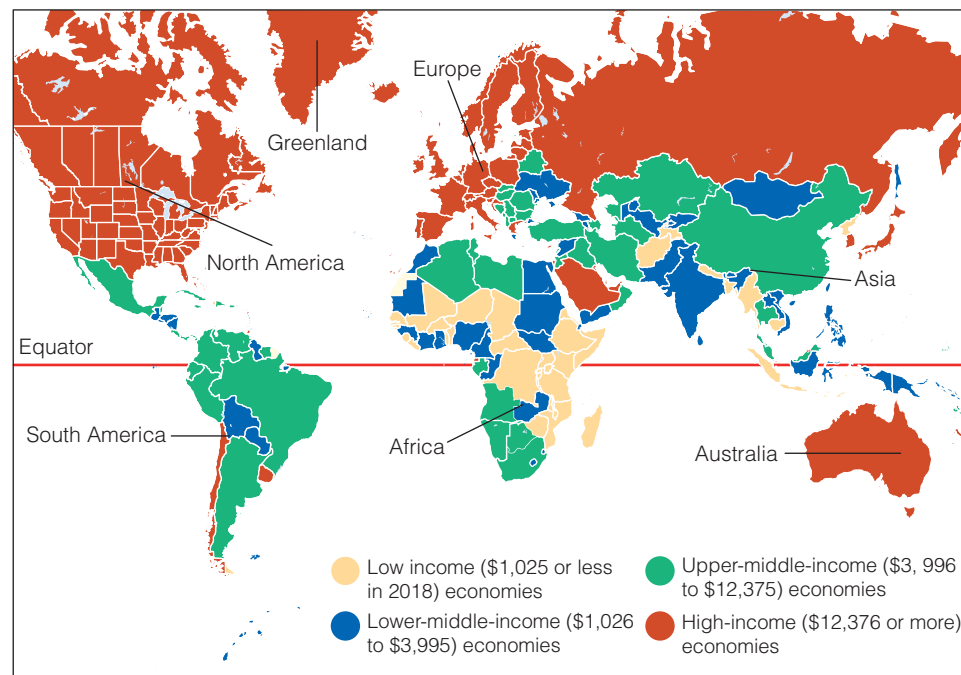 Europe
Greenland
North America
Asia
Equator
South America
Africa
Australia
Low income ($1,025 or less
in 2018) economies
Lower-middle-income ($1,026
to $3,995) economies
Upper-middle-income ($3, 996
to $12,375) economies
High-income ($12,376 or more)
economies